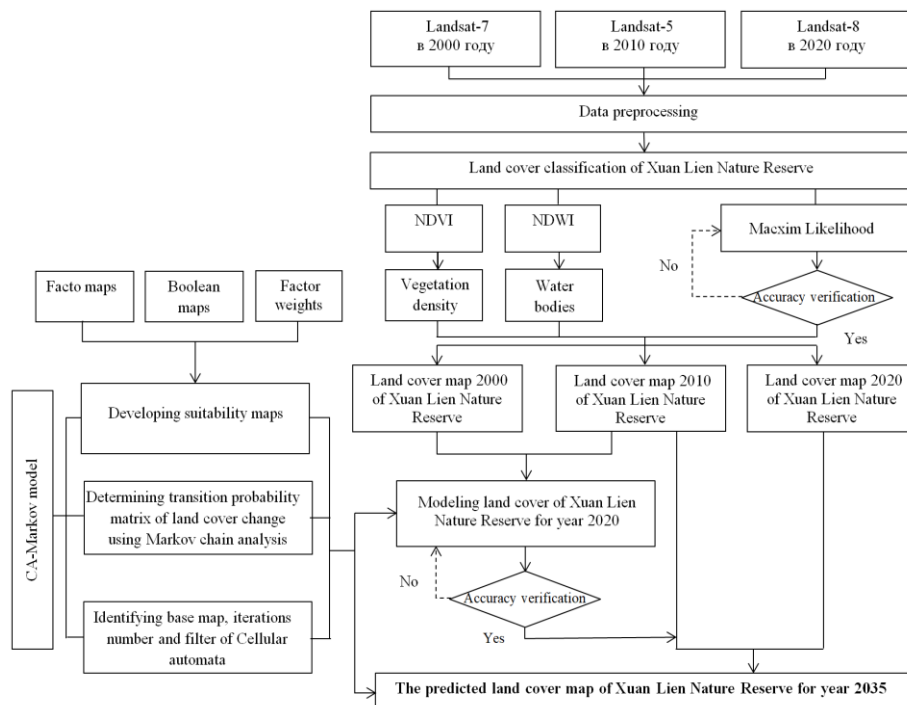 Landsat-7
в 2000 году
Landsat-5
в 2010 году
Landsat-8
в 2020 году
Data preprocessing
Land cover classification of Xuan Lien Nature Reserve
NDVI
NDWI
Macxim Likelihood
No
Facto maps
Boolean
maps
Factor
weights
Vegetation
density
Water
bodies
Accuracy verification
Yes
Land cover map 2000
of Xuan Lien Nature
Reserve
Land cover map 2010
of Xuan Lien Nature
Reserve
Land cover map 2020
of Xuan Lien Nature
Reserve
CA-Markov model
Developing suitability maps
Determining transition probability
matrix of land cover change
using Markov chain analysis
Identifying base map, iterations
number and filter of Cellular
automata
Modeling land cover of Xuan Lien
Nature Reserve for year 2020
No
Accuracy verification
Yes
The predicted land cover map of Xuan Lien Nature Reserve for year 2035